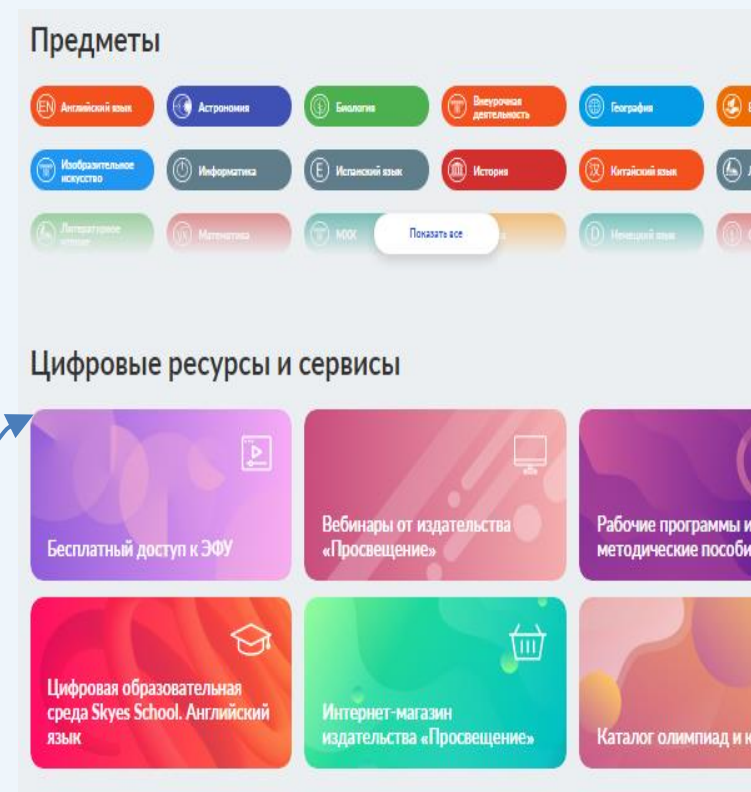 Предметы
EN Английский язык
Астрономия
Биология
Внеурочная
деятельность
География
Изобразительное
искусство
Информатика
E Испанский язык
История
汉 Китайский язык
Литературное
чтение
Математика
МХК
Показать все
D Немецкий язык
Цифровые ресурсы и сервисы
Бесплатный доступ к ЭФУ
Вебинары от издательства
«Просвещение»
Рабочие программы и
методические пособи
Цифровая образовательная
среда Skyes School. Английский
язык
Интернет-магазин
издательства «Просвещение»
Каталог олимпиад и к